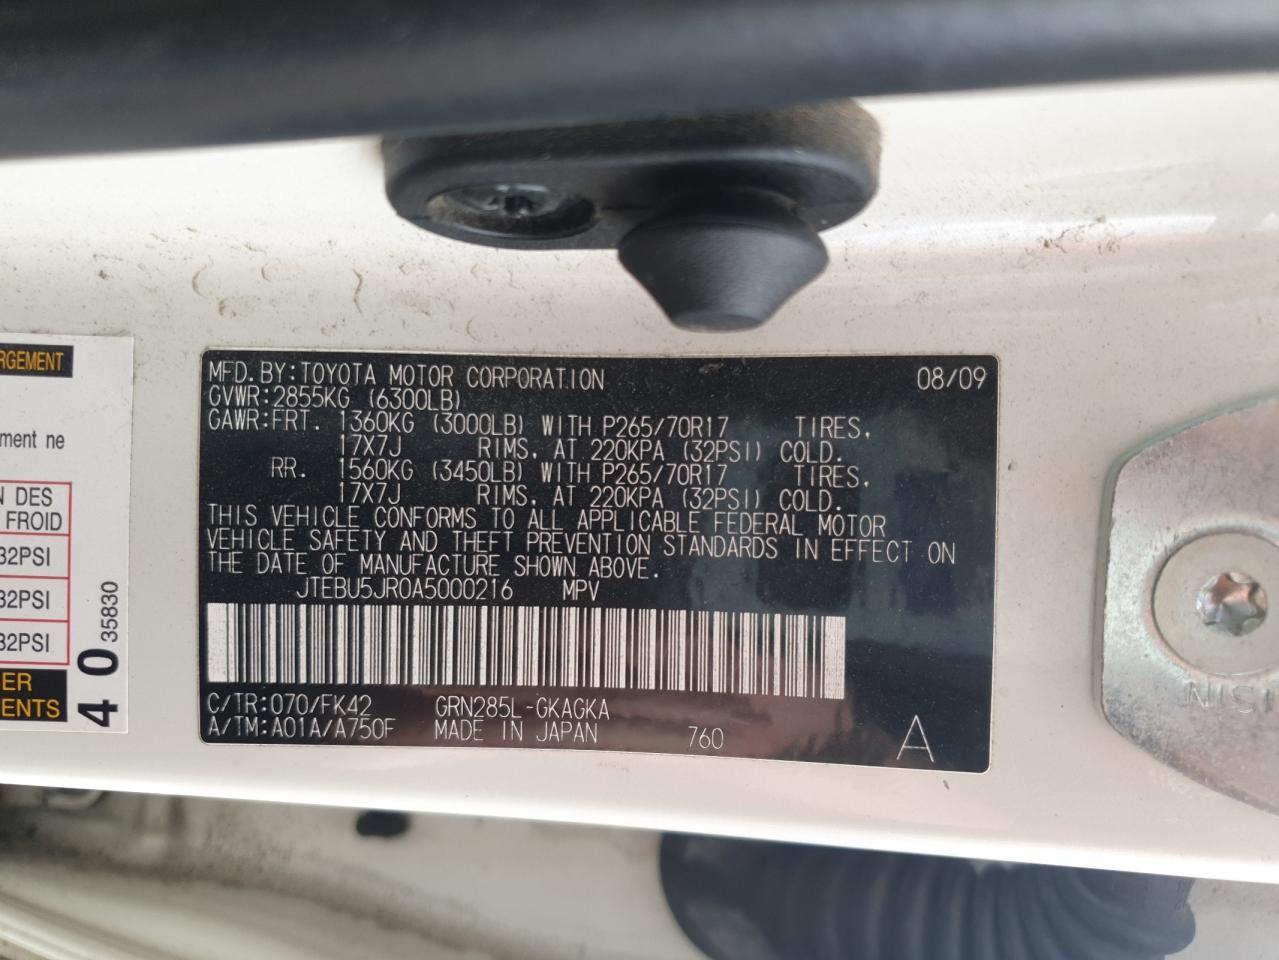 RGEMENT
ment ne
N DES
FROID
32PSI
32PSI
32PSI
ER
ENTS
40 35830
MFD.BY:TOYOTA MOTOR CORPORATION 08/09
GVWR:2855KG (6300LB)
GAWR:FRT. 1360KG (3000LB) WITH P265/70R17 TIRES,
17X7J RIMS, AT 220KPA (32PSI) COLD.
RR. 1560KG (3450LB) WITH P265/70R17 TIRES,
17X7J RIMS, AT 220KPA (32PSI) COLD.
THIS VEHICLE CONFORMS TO ALL APPLICABLE FEDERAL MOTOR
VEHICLE SAFETY AND THEFT PREVENTION STANDARDS IN EFFECT ON
THE DATE OF MANUFACTURE SHOWN ABOVE.
JTEBU5JR0A5000216 MPV
C/TR:070/FK42 GRN285L-GKAGKA
A/TM:A01A/A750F MADE IN JAPAN 760 A